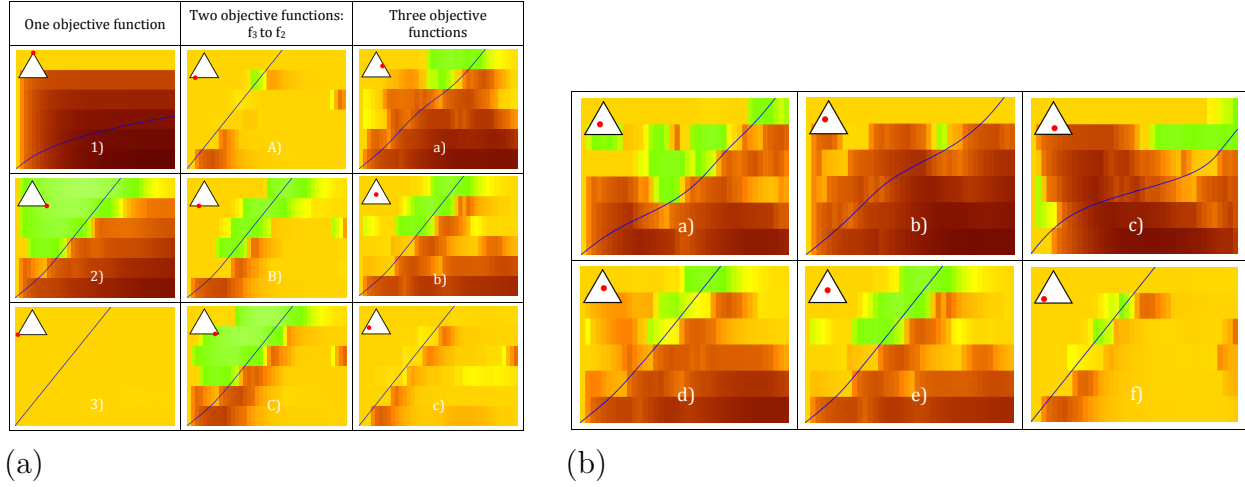 One objective function
Two objective functions:
f₃ to f₂
Three objective
functions
1)
A)
a)
2)
B)
b)
3)
C)
c)
(a)
a)
b)
c)
d)
e)
f)
(b)